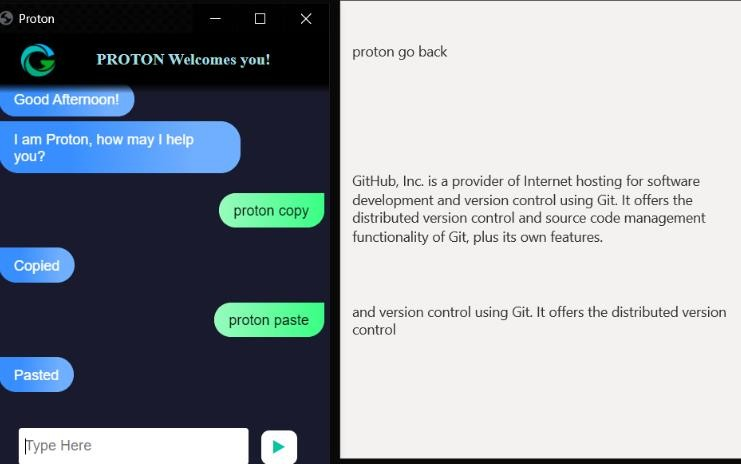 Proton
PROTON Welcomes you!
Good Afternoon!
I am Proton, how may I help
you?
proton copy
Copied
proton paste
Pasted
Type Here
proton go back
GitHub, Inc. is a provider of Internet hosting for software
development and version control using Git. It offers the
distributed version control and source code management
functionality of Git, plus its own features.
and version control using Git. It offers the distributed version
control